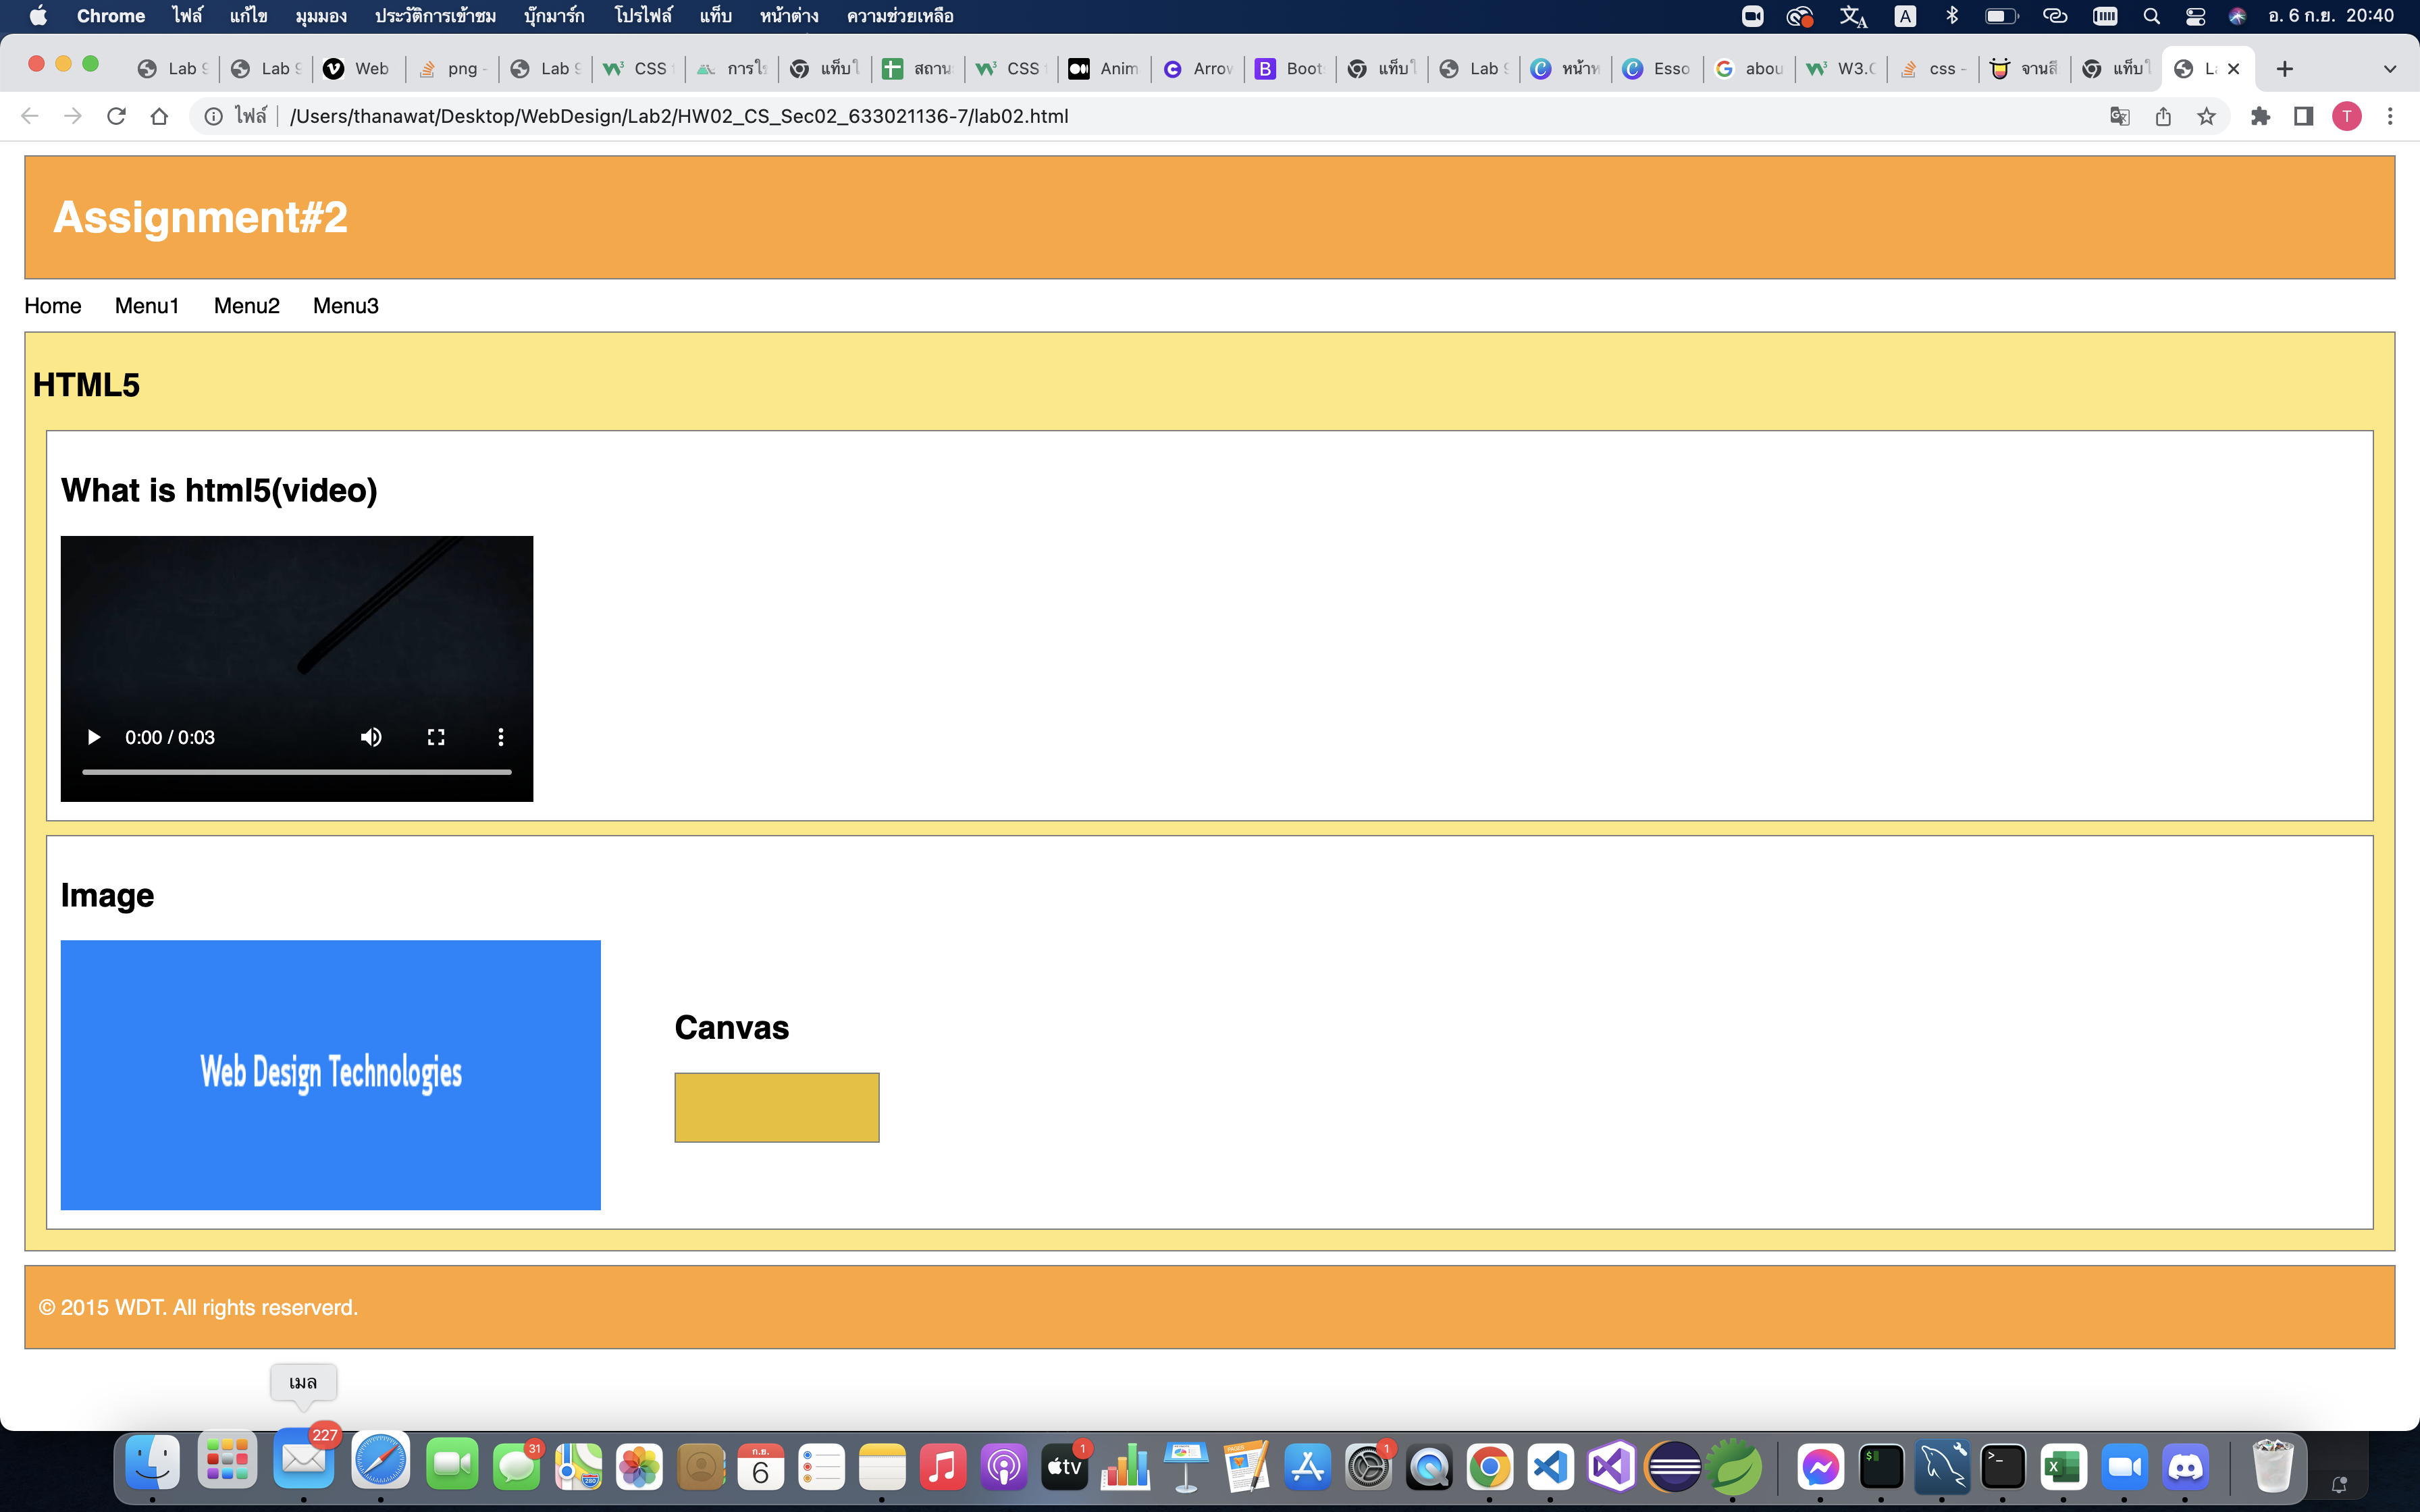 Chrome ไฟล์ แก้ไข มุมมอง ประวัติการเข้าชม บุ๊กมาร์ก โปรไฟล์ แท็บ หน้าต่าง ความช่วยเหลือ อ. 6 ก.ย. 20:40
Lab Lab Web png - Lab CSS การใ แท็บ สถาน CSS Anim Arrov Boot แท็บ Lab หน้าห Esso abou W3.C css - จานสี แท็บ L
ไฟล์ /Users/thanawat/Desktop/WebDesign/Lab2/HW02_CS_Sec02_633021136-7/lab02.html T
Assignment#2
Home Menu1 Menu2 Menu3
HTML5
What is html5(video)
0:00 / 0:03
Image
Web Design Technologies
Canvas
© 2015 WDT. All rights reserverd.
เมล
227 31 ก.ย. 6 280 tv 1 PAGES 1